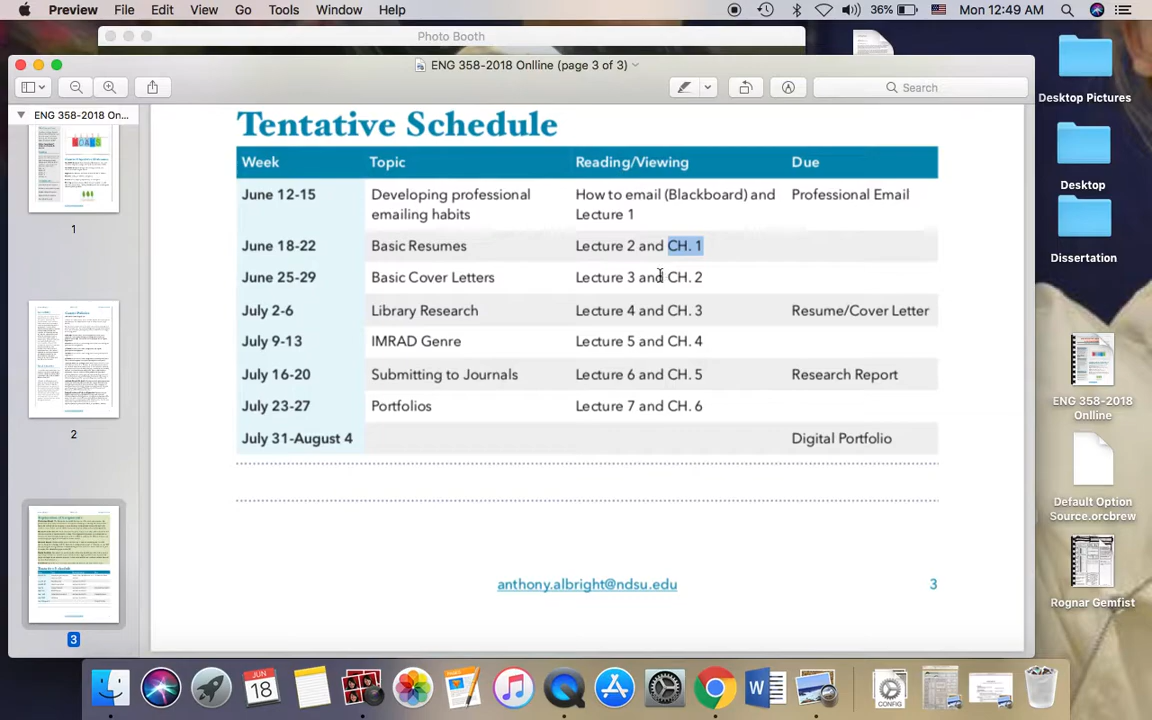 Preview File Edit View Go Tools Window Help 36% Mon 12:49 AM
Photo Booth
ENG 358-2018 Onlline (page 3 of 3)
Search
Desktop Pictures
Desktop
Dissertation
ENG 358-2018
Onlline
Default Option
Source.orcbrew
Rognar Gemfist
ENG 358-2018 On...
1
2
3
Tentative Schedule
Week Topic Reading/Viewing Due
June 12-15 Developing professional How to email (Blackboard) and Professional Email
emailing habits Lecture 1
June 18-22 Basic Resumes Lecture 2 and CH. 1
June 25-29 Basic Cover Letters Lecture 3 and CH. 2
July 2-6 Library Research Lecture 4 and CH. 3 Resume/Cover Letter
July 9-13 IMRAD Genre Lecture 5 and CH. 4
July 16-20 Submitting to Journals Lecture 6 and CH. 5 Research Report
July 23-27 Portfolios Lecture 7 and CH. 6
July 31-August 4 Digital Portfolio
anthony.albright@ndsu.edu 3
JUN
18
CONFIG